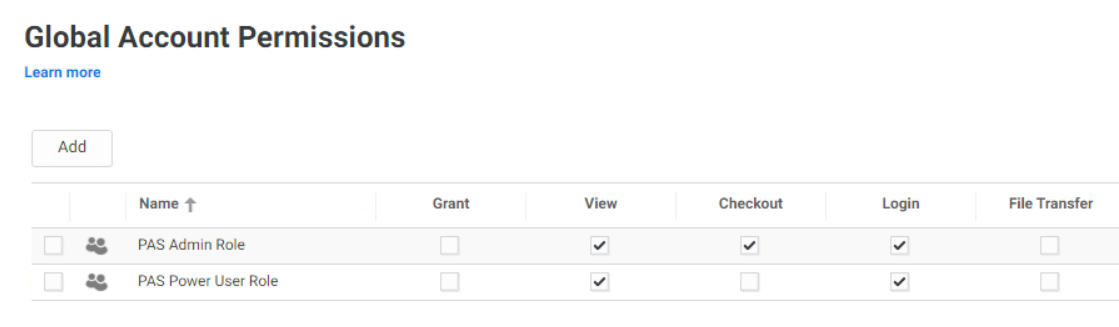 Global Account Permissions
Learn more
Add
Name Grant View Checkout Login File Transfer
PAS Admin Role
PAS Power User Role